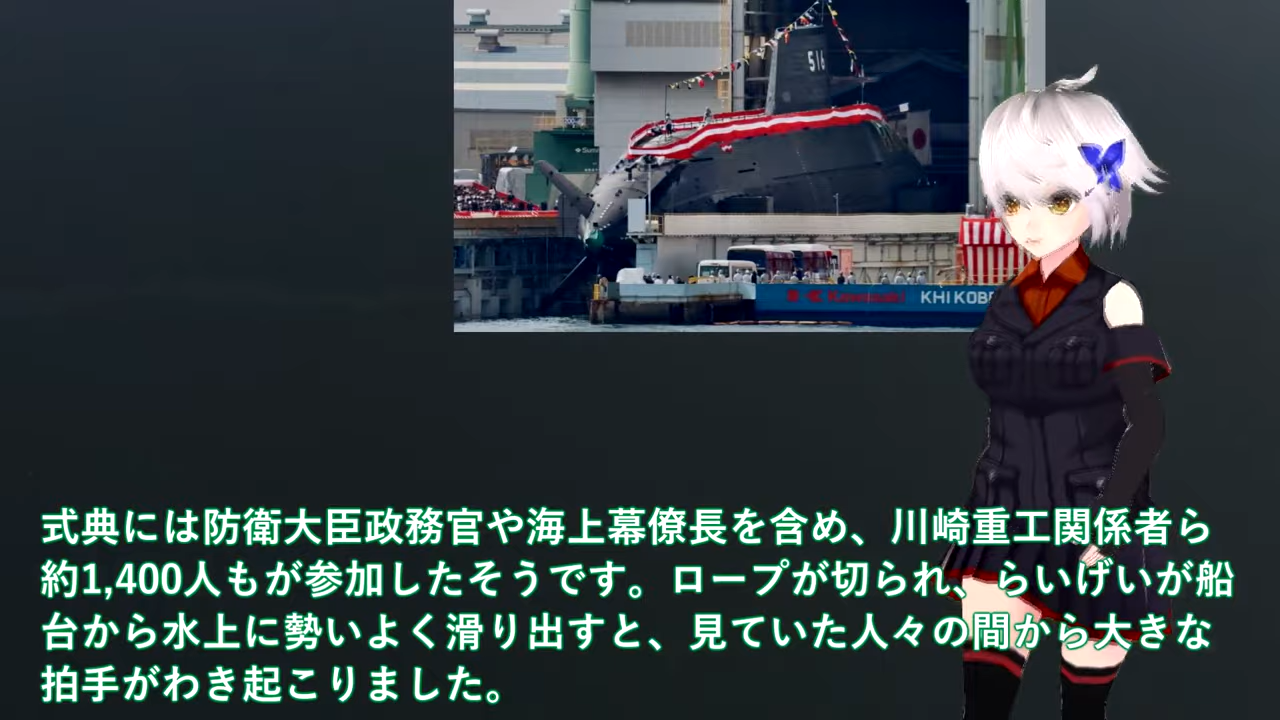 516
Kawasaki
KHI KOBE
式典には防衛大臣政務官や海上幕僚長を含め、川崎重工関係者ら
約1,400人もが参加したそうです。ロープが切られ、らいげいが船
台から水上に勢いよく滑り出すと、見ていた人々の間から大きな
拍手がわき起こりました。